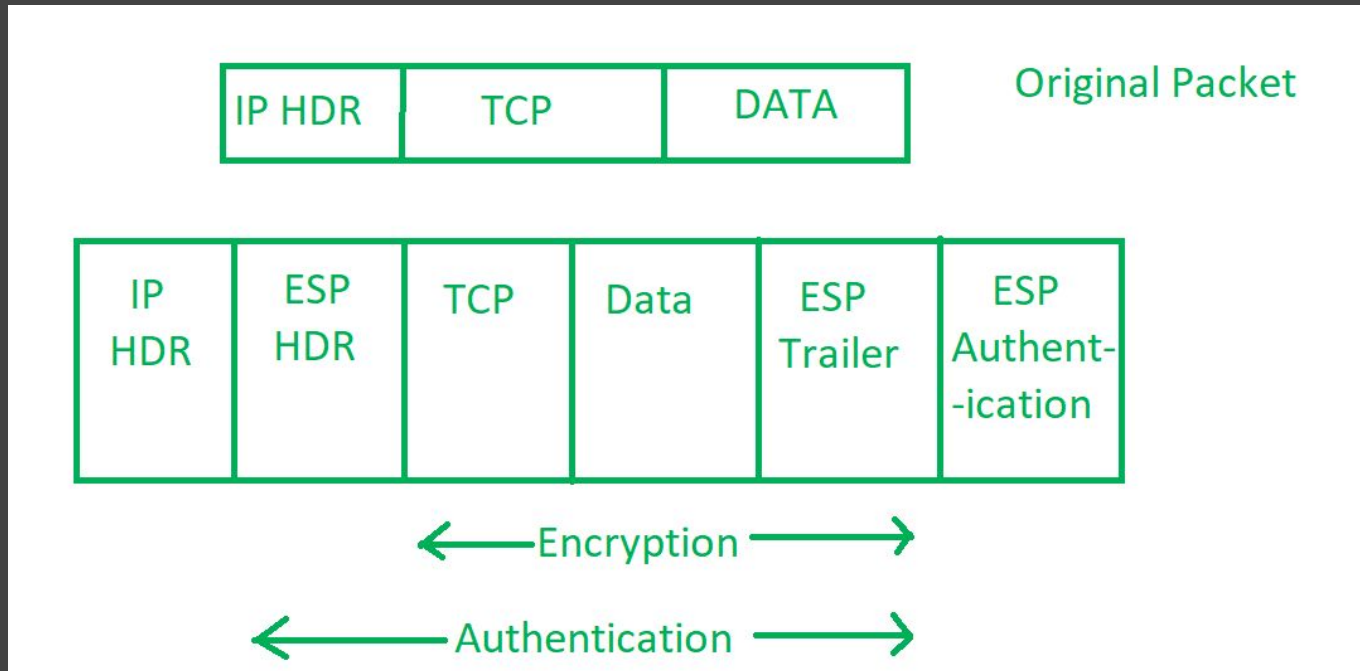 IP HDR
TCP
DATA
Original Packet
IP
HDR
ESP
HDR
TCP
Data
ESP
Trailer
ESP
Authent-
-ication
Encryption
Authentication